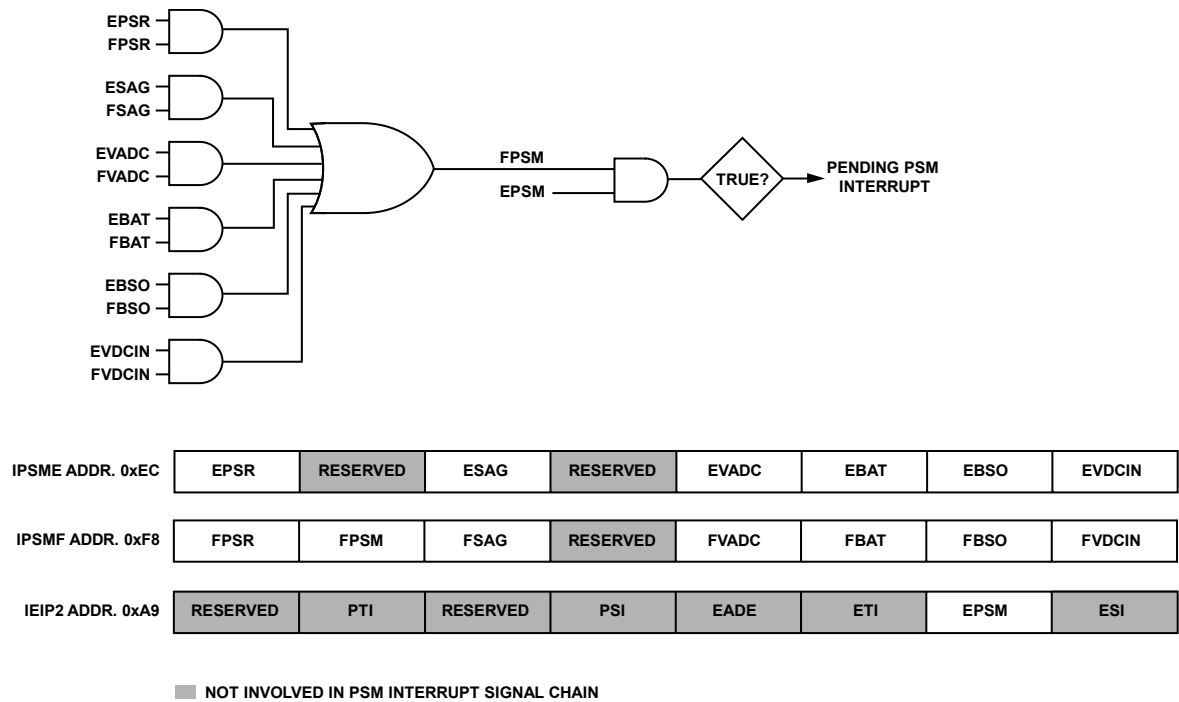 EPSR
FPSR
ESAG
FSAG
EVADC
FVADC
EBAT
FBAT
EBSO
FBSO
EVDCIN
FVDCIN
FPSM
EPSM
TRUE?
PENDING PSM
INTERRUPT
IPSME ADDR. 0xEC EPSR RESERVED ESAG RESERVED EVADC EBAT EBSO EVDCIN
IPSMF ADDR. 0xF8 FPSR FPSM FSAG RESERVED FVADC FBAT FBSO FVDCIN
IEIP2 ADDR. 0xA9 RESERVED PTI RESERVED PSI EADE ETI EPSM ESI
NOT INVOLVED IN PSM INTERRUPT SIGNAL CHAIN